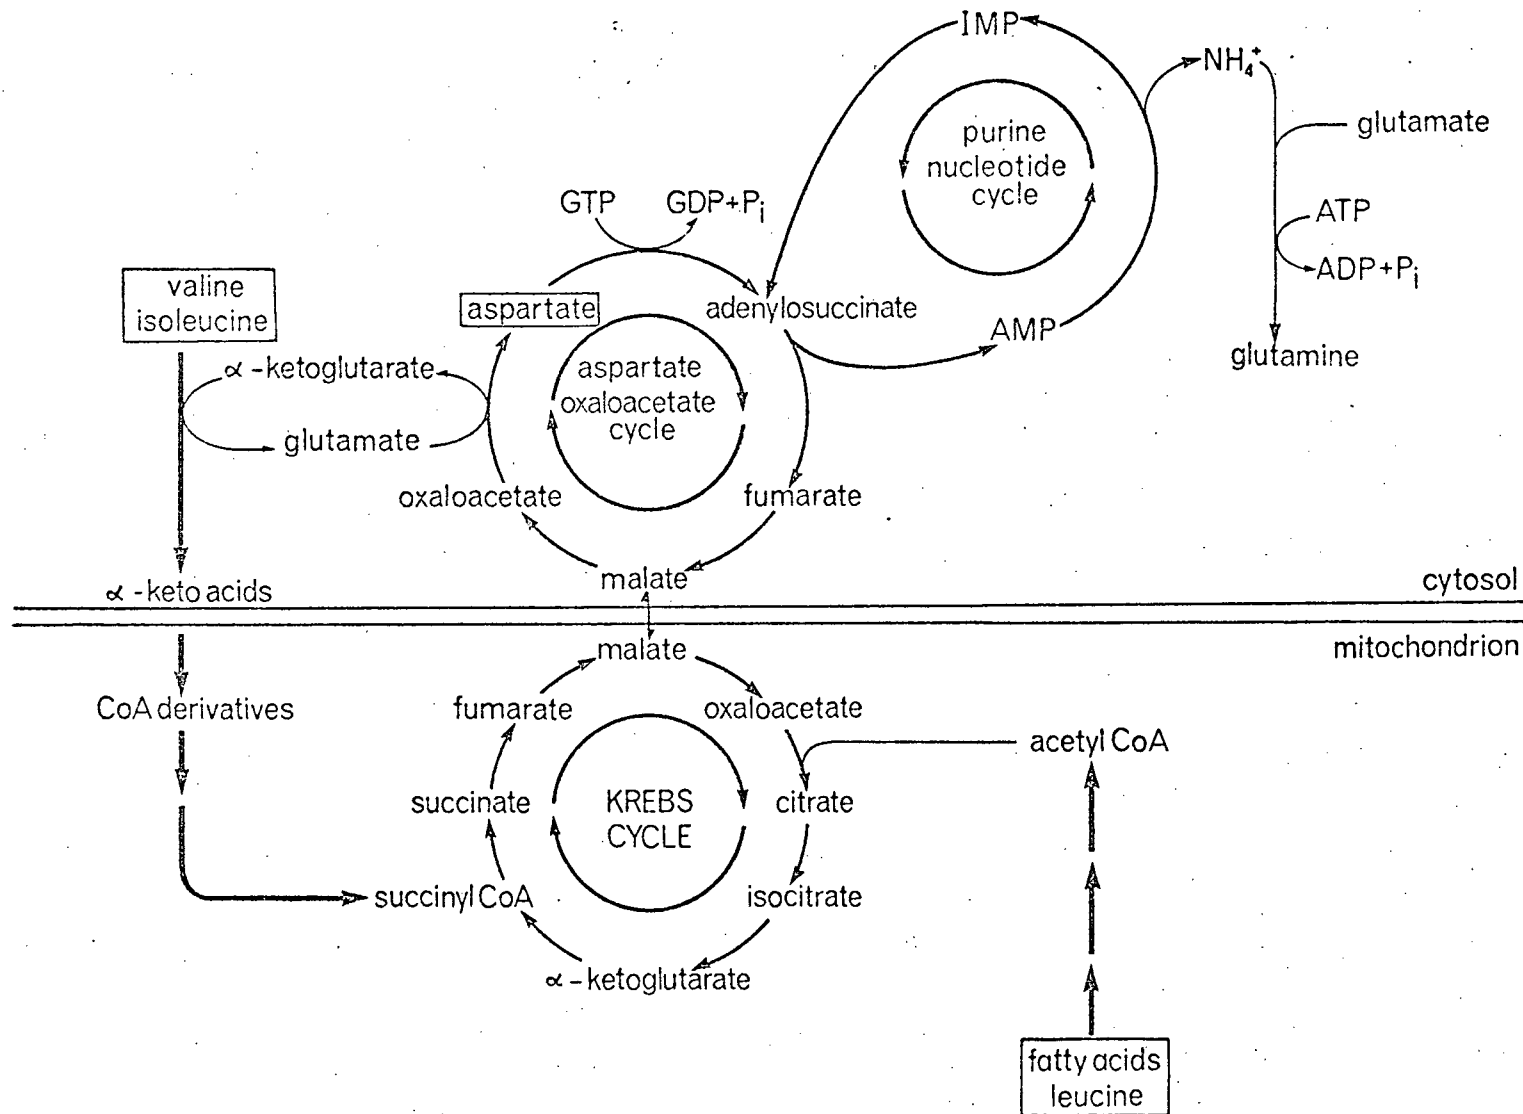 IMP
NH₄⁺
purine
nucleotide
cycle
glutamate
GTP
GDP+Pᵢ
ATP
ADP+Pᵢ
valine
isoleucine
aspartate
adenylosuccinate
AMP
glutamine
α-ketoglutarate
aspartate
oxaloacetate
cycle
glutamate
oxaloacetate
fumarate
malate
α-keto acids
cytosol
mitochondrion
malate
CoA derivatives
fumarate
oxaloacetate
acetyl CoA
succinate
KREBS
CYCLE
citrate
succinyl CoA
isocitrate
α-ketoglutarate
fatty acids
leucine